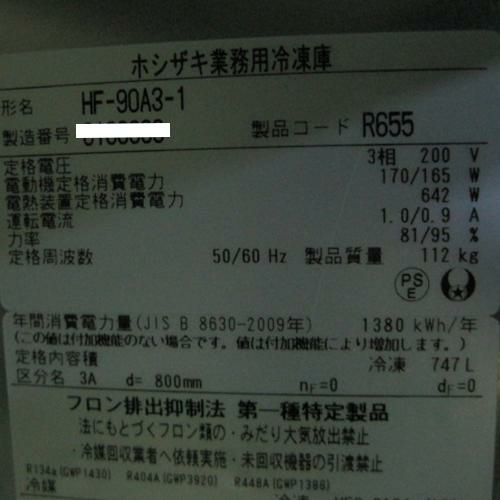 ホシザキ業務用冷凍庫
形名 HF-90A3-1
製造番号 製品コード R655
定格電圧 3相 200 V
電動機定格消費電力 170/165 W
電熱装置定格消費電力 642 W
運転電流 1.0/0.9 A
力率 81/95 %
定格周波数 50/60 Hz 製品質量 112 kg
PSE
年間消費電力量(JIS B 8630-2009年) 1380 kWh/年
(この値は付加機能のない場合です。値は付加機能により増加します。)
定格内容積 冷凍 747L
区分名 3A d= 800mm nF=0 dF=0
フロン排出抑制法 第一種特定製品
・法にもとづくフロン類の・みだり大気放出禁止
・冷媒回収業者へ依頼実施・未回収機器の引渡禁止
R134a(GWP1430) R404A(GWP3920) R448A(GWP1386)
冷媒